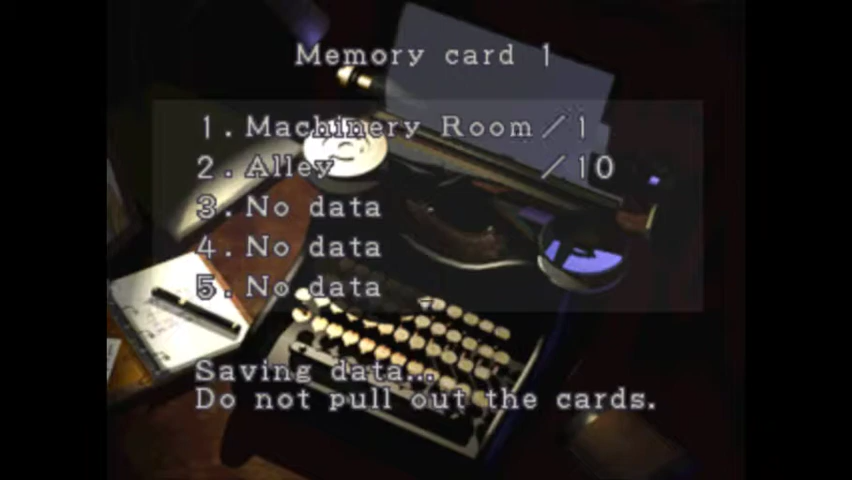 Memory card 1
1. Machinery Room/1
2. Alley /10
3. No data
4. No data
5. No data
Saving data...
Do not pull out the cards.